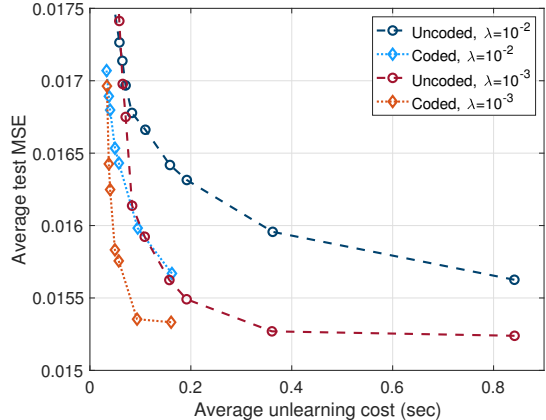 0.0175
0.017
0.0165
0.016
0.0155
0.015
Average test MSE
0
0.2
0.4
0.6
0.8
Average unlearning cost (sec)
Uncoded, λ=10⁻²
Coded, λ=10⁻²
Uncoded, λ=10⁻³
Coded, λ=10⁻³